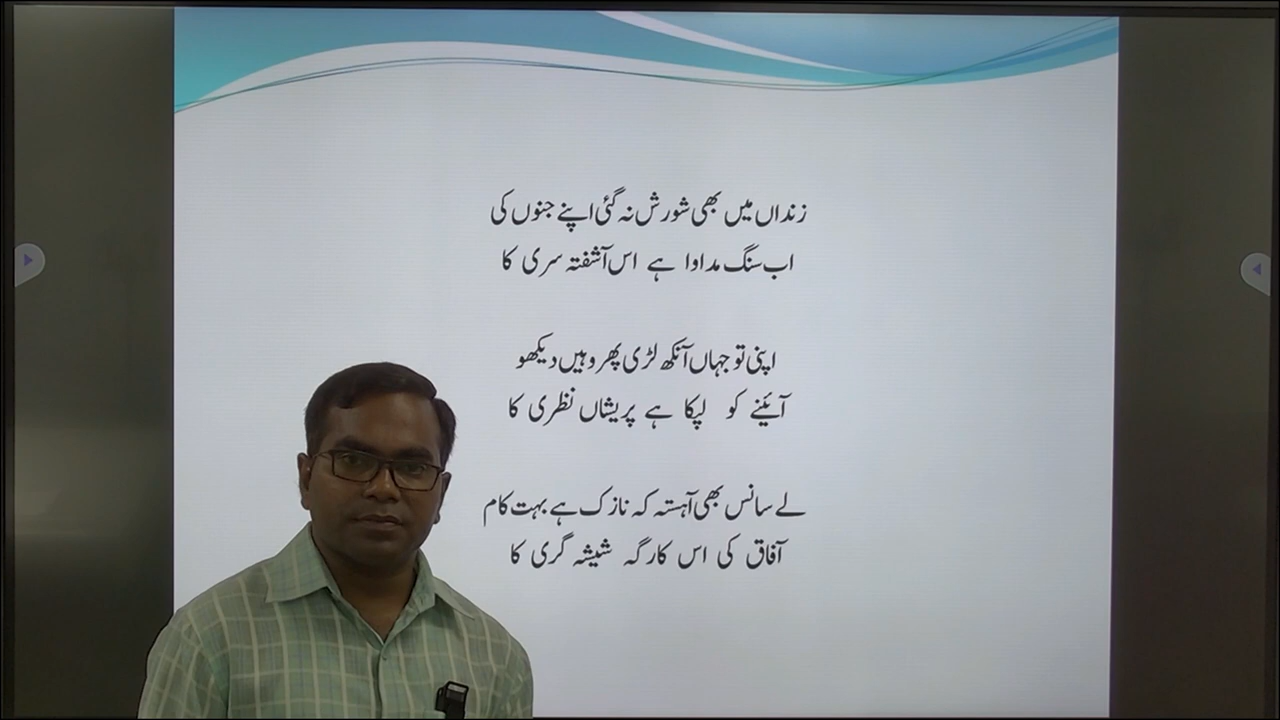 زنداں میں بھی شورش نہ گئی اپنے جنوں کی
اب سنگ مداوا ہے اس آشفتہ سری کا
اپنی تو جہاں آنکھ لڑی پھر وہیں دیکھو
آئینے کو لپکا ہے پریشاں نظری کا
لے سانس بھی آہستہ کہ نازک ہے بہت کام
آفاق کی اس کارگہ شیشہ گری کا